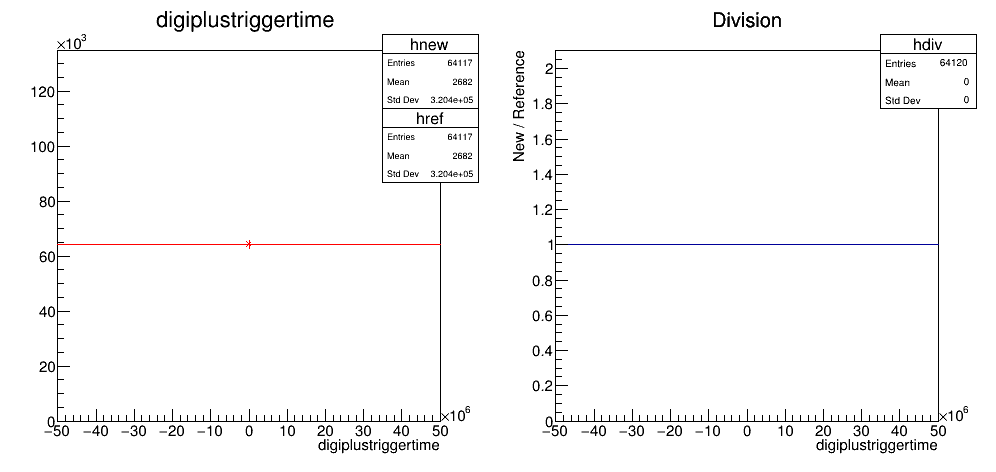 digiplustriggertime
×10³
hnew
Entries 64117
Mean 2682
Std Dev 3.204e+05
href
Entries 64117
Mean 2682
Std Dev 3.204e+05
120
100
80
60
40
20
0
−50 −40 −30 −20 −10 0 10 20 30 40 50
×10⁶
digiplustriggertime
Division
hdiv
Entries 64120
Mean 0
Std Dev 0
New / Reference
2
1.8
1.6
1.4
1.2
1
0.8
0.6
0.4
0.2
0
−50 −40 −30 −20 −10 0 10 20 30 40 50
×10⁶
digiplustriggertime